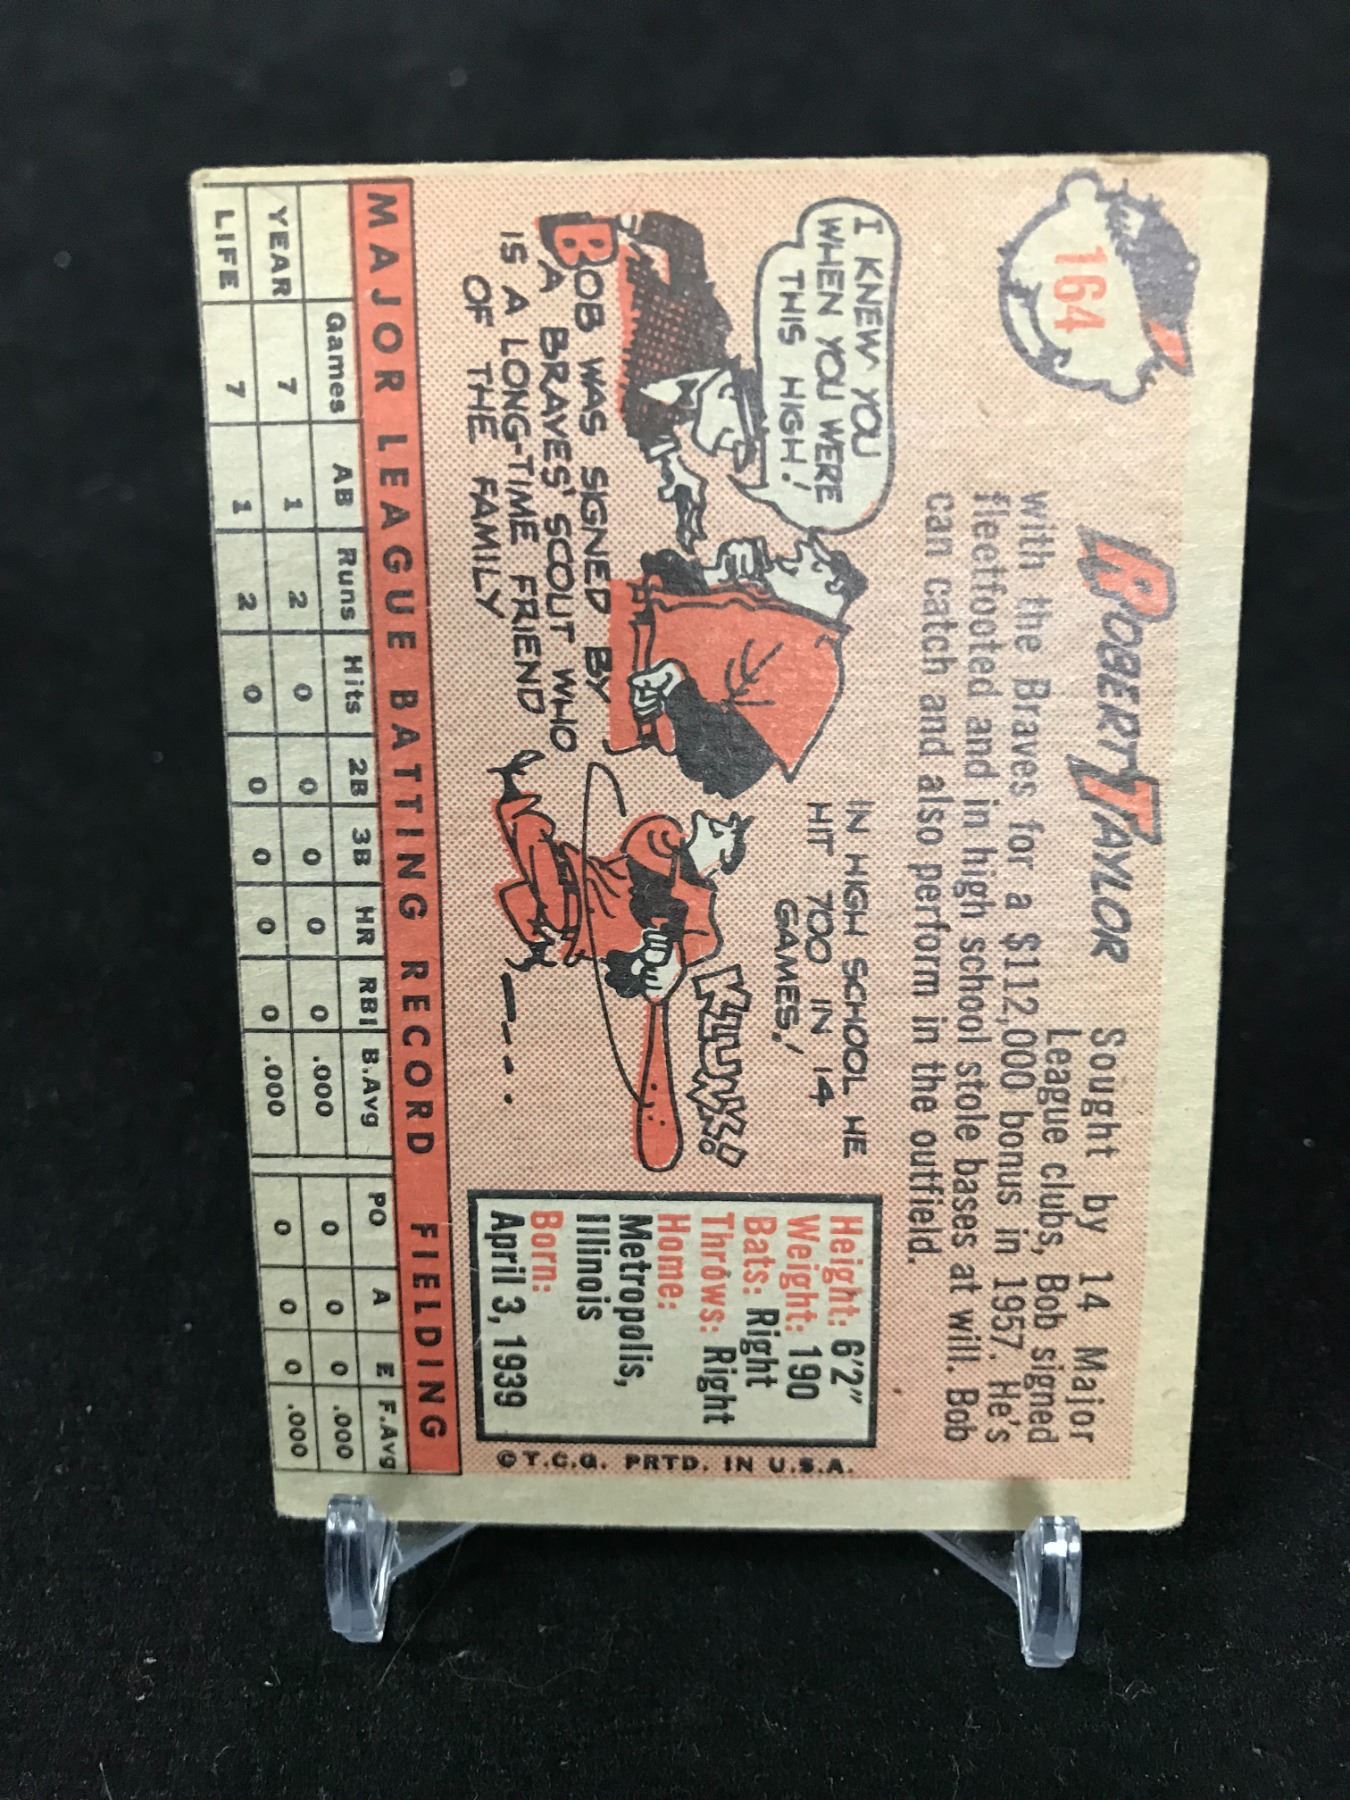 164
ROBERT TAYLOR
Sought by 14 Major
League clubs, Bob signed
with the Braves for a $112,000 bonus in 1957. He's
fleetfooted and in high school stole bases at will. Bob
can catch and also perform in the outfield.
I KNEW YOU
WHEN YOU WERE
THIS HIGH!
BOB WAS SIGNED BY
A BRAVES' SCOUT WHO
IS A LONG-TIME FRIEND
OF THE FAMILY
IN HIGH SCHOOL HE
HIT .700 IN 14
GAMES!
Height: 6'2"
Weight: 190
Bats: Right
Throws: Right
Home:
Metropolis,
Illinois
Born:
April 3, 1939
©T.C.G. PRTD. IN U.S.A.
MAJOR LEAGUE BATTING RECORD FIELDING
Games AB Runs Hits 2B 3B HR RBI B.Avg PO A E F.Avg
YEAR 7 1 2 0 0 0 0 0 .000 0 0 0 .000
LIFE 7 1 2 0 0 0 0 0 .000 0 0 0 .000